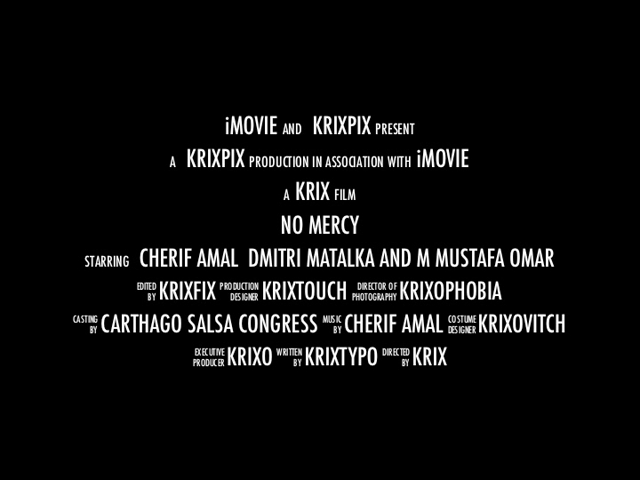 iMOVIE AND KRIXPIX PRESENT
A KRIXPIX PRODUCTION IN ASSOCIATION WITH iMOVIE
A KRIX FILM
NO MERCY
STARRING CHERIF AMAL DMITRI MATALKA AND M MUSTAFA OMAR
EDITED BY KRIXFIX PRODUCTION DESIGNER KRIXTOUCH DIRECTOR OF PHOTOGRAPHY KRIXOPHOBIA
CASTING BY CARTHAGO SALSA CONGRESS MUSIC BY CHERIF AMAL COSTUME DESIGNER KRIXOVITCH
EXECUTIVE PRODUCER KRIXO WRITTEN BY KRIXTYPO DIRECTED BY KRIX